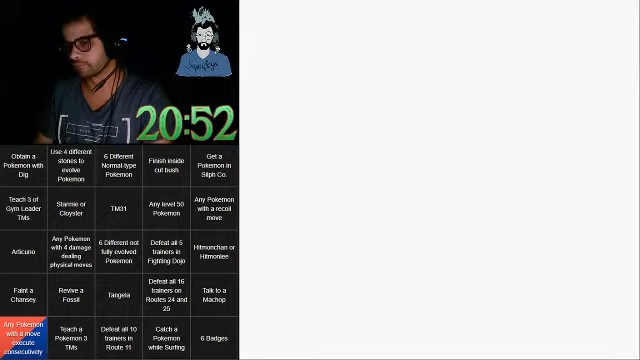 20:52
Obtain a
Pokemon with
Dig
Use 4 different
stones to
evolve
Pokemon
6 Different
Normal-type
Pokemon
Finish inside
cut bush
Get a
Pokemon in
Silph Co.
Teach 3 of
Gym Leader
TMs
Starmie or
Cloyster
TM31
Any level 50
Pokemon
Any Pokemon
with a recoil
move
Articuno
Any Pokemon
with 4 damage
dealing
physical moves
6 Different not
fully evolved
Pokemon
Defeat all 5
trainers in
Fighting Dojo
Hitmonchan or
Hitmonlee
Faint a
Chansey
Revive a
Fossil
Tangela
Defeat all 16
trainers on
Routes 24 and
25
Talk to a
Machop
Any Pokemon
with a move
execute
consecutively
Teach a
Pokemon 3
TMs
Defeat all 10
trainers in
Route 11
Catch a
Pokemon
while Surfing
6 Badges